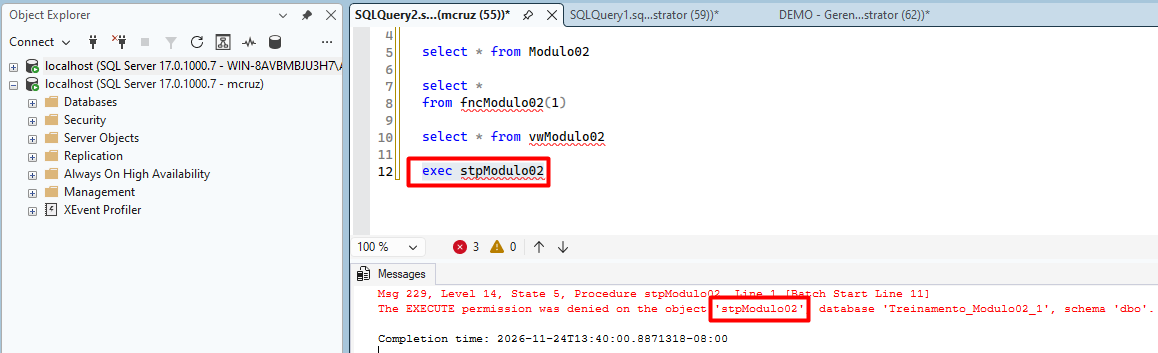 Object Explorer
Connect
localhost (SQL Server 17.0.1000.7 - WIN-8AVBMBJU3H7\A
localhost (SQL Server 17.0.1000.7 - mcruz)
Databases
Security
Server Objects
Replication
Always On High Availability
Management
XEvent Profiler
SQLQuery2.s...(mcruz (55))* SQLQuery1.sq...strator (59))* DEMO - Geren...strator (62))*
4
5 select * from Modulo02
6
7 select *
8 from fncModulo02(1)
9
10 select * from vwModulo02
11
12 exec stpModulo02
100 % 3 0
Messages
Msg 229, Level 14, State 5, Procedure stpModulo02, Line 1 [Batch Start Line 11]
The EXECUTE permission was denied on the object 'stpModulo02', database 'Treinamento_Modulo02_1', schema 'dbo'.
Completion time: 2026-11-24T13:40:00.8871318-08:00